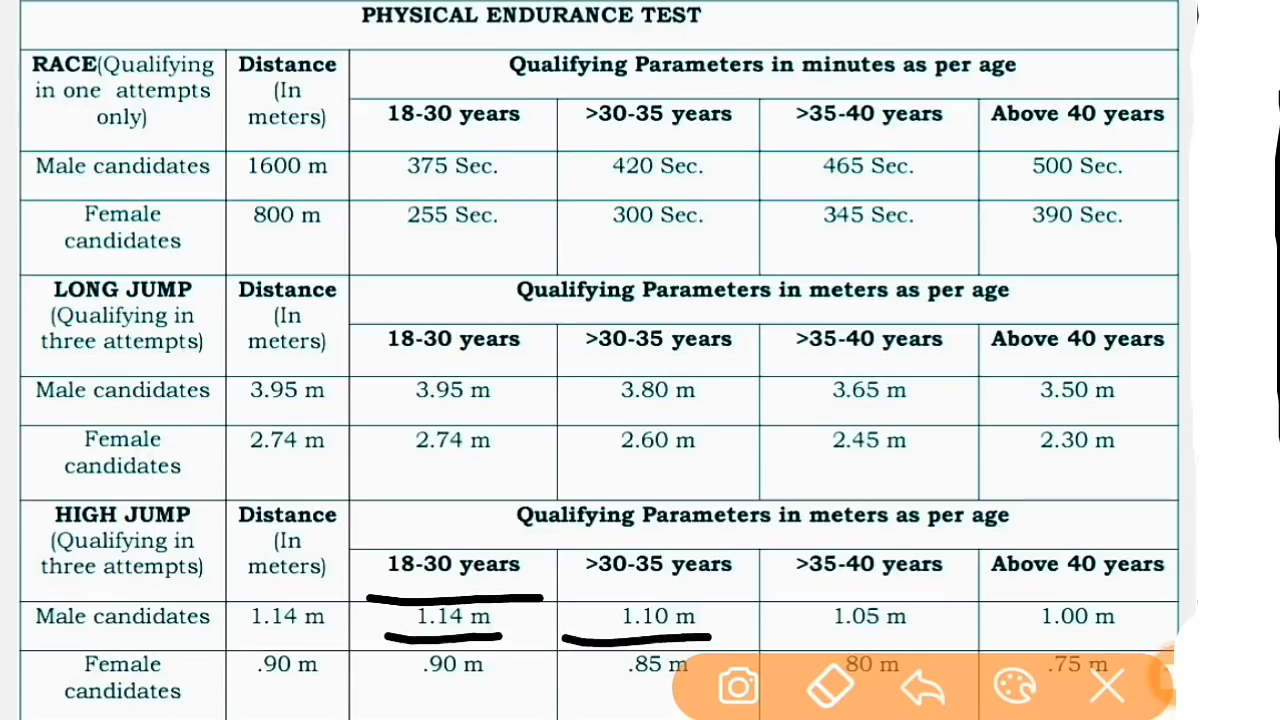 PHYSICAL ENDURANCE TEST
RACE(Qualifying in one attempts only) Distance (In meters) Qualifying Parameters in minutes as per age
18-30 years >30-35 years >35-40 years Above 40 years
Male candidates 1600 m 375 Sec. 420 Sec. 465 Sec. 500 Sec.
Female candidates 800 m 255 Sec. 300 Sec. 345 Sec. 390 Sec.
LONG JUMP (Qualifying in three attempts) Distance (In meters) Qualifying Parameters in meters as per age
18-30 years >30-35 years >35-40 years Above 40 years
Male candidates 3.95 m 3.95 m 3.80 m 3.65 m 3.50 m
Female candidates 2.74 m 2.74 m 2.60 m 2.45 m 2.30 m
HIGH JUMP (Qualifying in three attempts) Distance (In meters) Qualifying Parameters in meters as per age
18-30 years >30-35 years >35-40 years Above 40 years
Male candidates 1.14 m 1.14 m 1.10 m 1.05 m 1.00 m
Female candidates .90 m .90 m .85 m 80 m .75 m